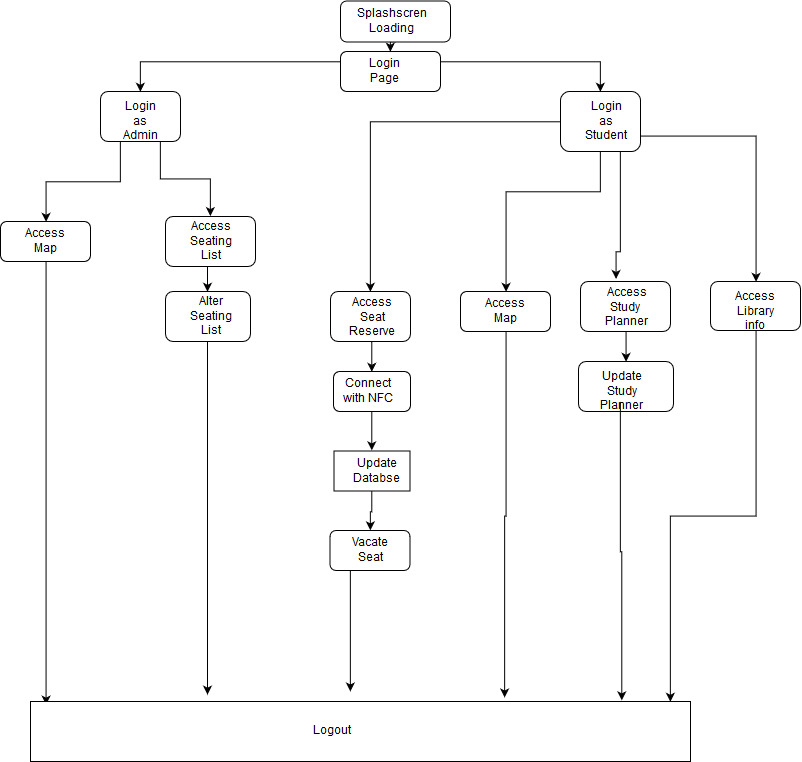 Splashscren
Loading
Login
Page
Login
as
Admin
Login
as
Student
Access
Map
Access
Seating
List
Alter
Seating
List
Access
Seat
Reserve
Access
Map
Access
Study
Planner
Access
Library
info
Connect
with NFC
Update
Study
Planner
Update
Databse
Vacate
Seat
Logout